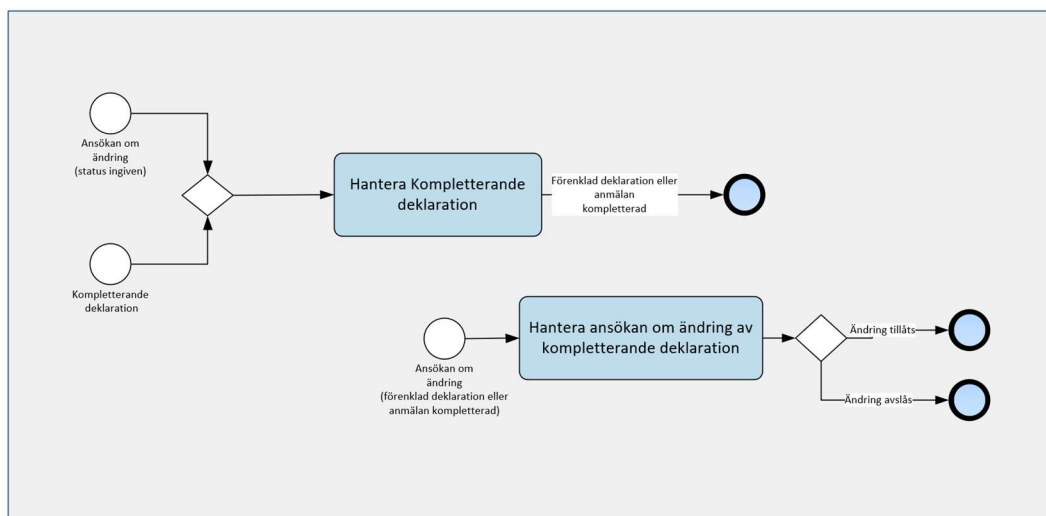 Ansökan om
ändring
(status ingiven)
Hantera Kompletterande
deklaration
Förenklad deklaration eller
anmälan
kompletterad
Kompletterande
deklaration
Hantera ansökan om ändring av
kompletterande deklaration
Ändring tillåts
Ansökan om
ändring
(förenklad deklaration eller
anmälan kompletterad)
Ändring avslås